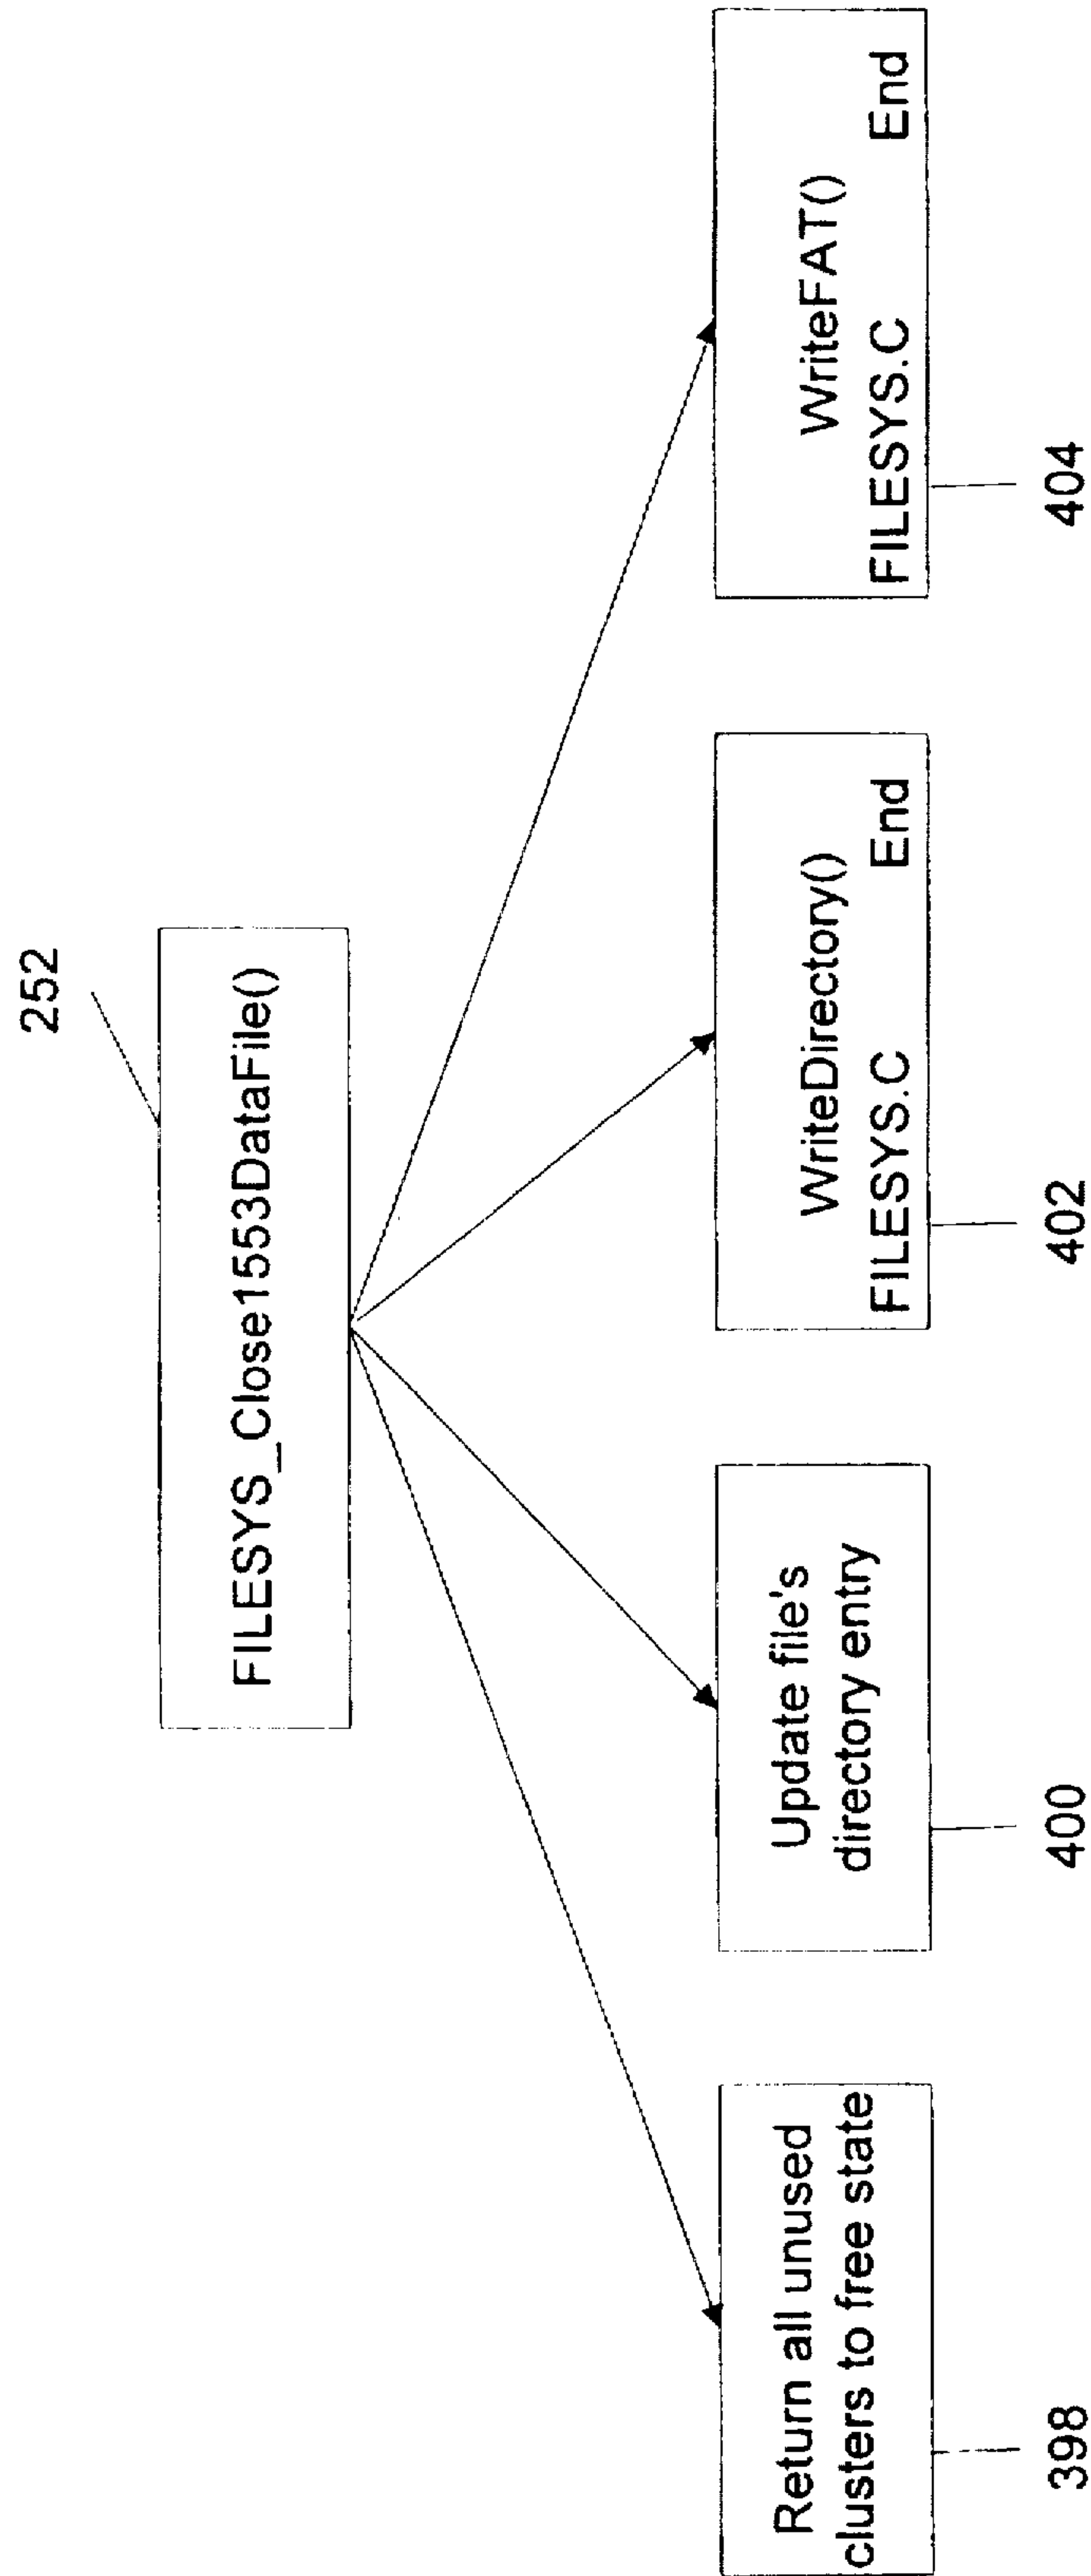 252
FILESYS_Close1553DataFile()
Return all unused
clusters to free state
398
Update file's
directory entry
400
WriteDirectory()
FILESYS.C End
402
WriteFAT()
FILESYS.C End
404